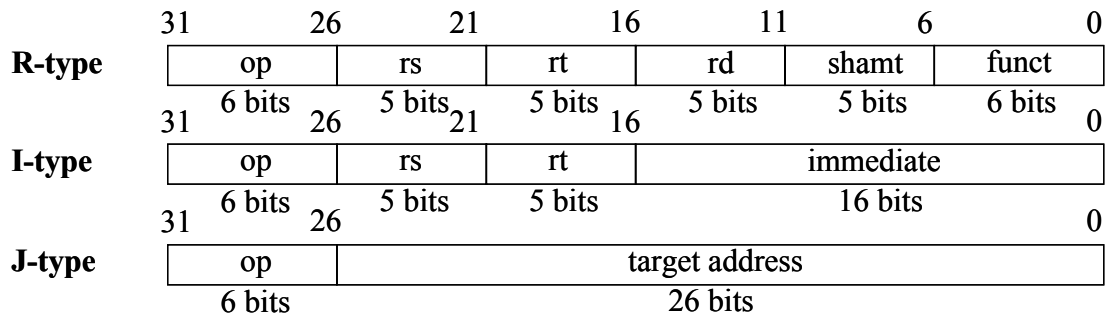 31 26 21 16 11 6 0
R-type op rs rt rd shamt funct
6 bits 5 bits 5 bits 5 bits 5 bits 6 bits
31 26 21 16 0
I-type op rs rt immediate
6 bits 5 bits 5 bits 16 bits
31 26 0
J-type op target address
6 bits 26 bits